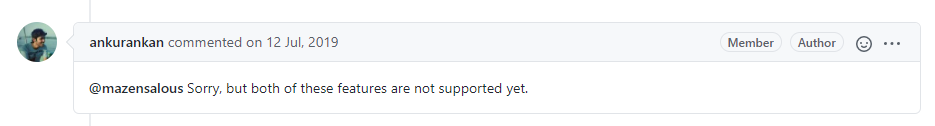 ankurankan commented on 12 Jul, 2019 Member Author
@mazensalous Sorry, but both of these features are not supported yet.